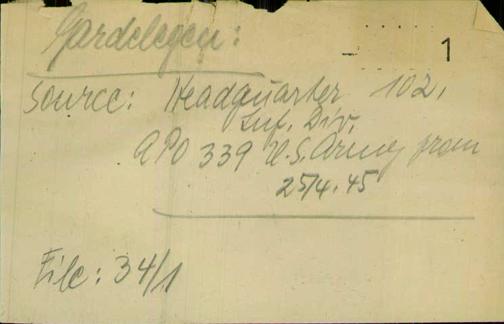 Gardelegen:
1
Source: Headquarter 102,
Inf. Div.
APO 339 U.S. Army from
25/4. 45
File: 34/1